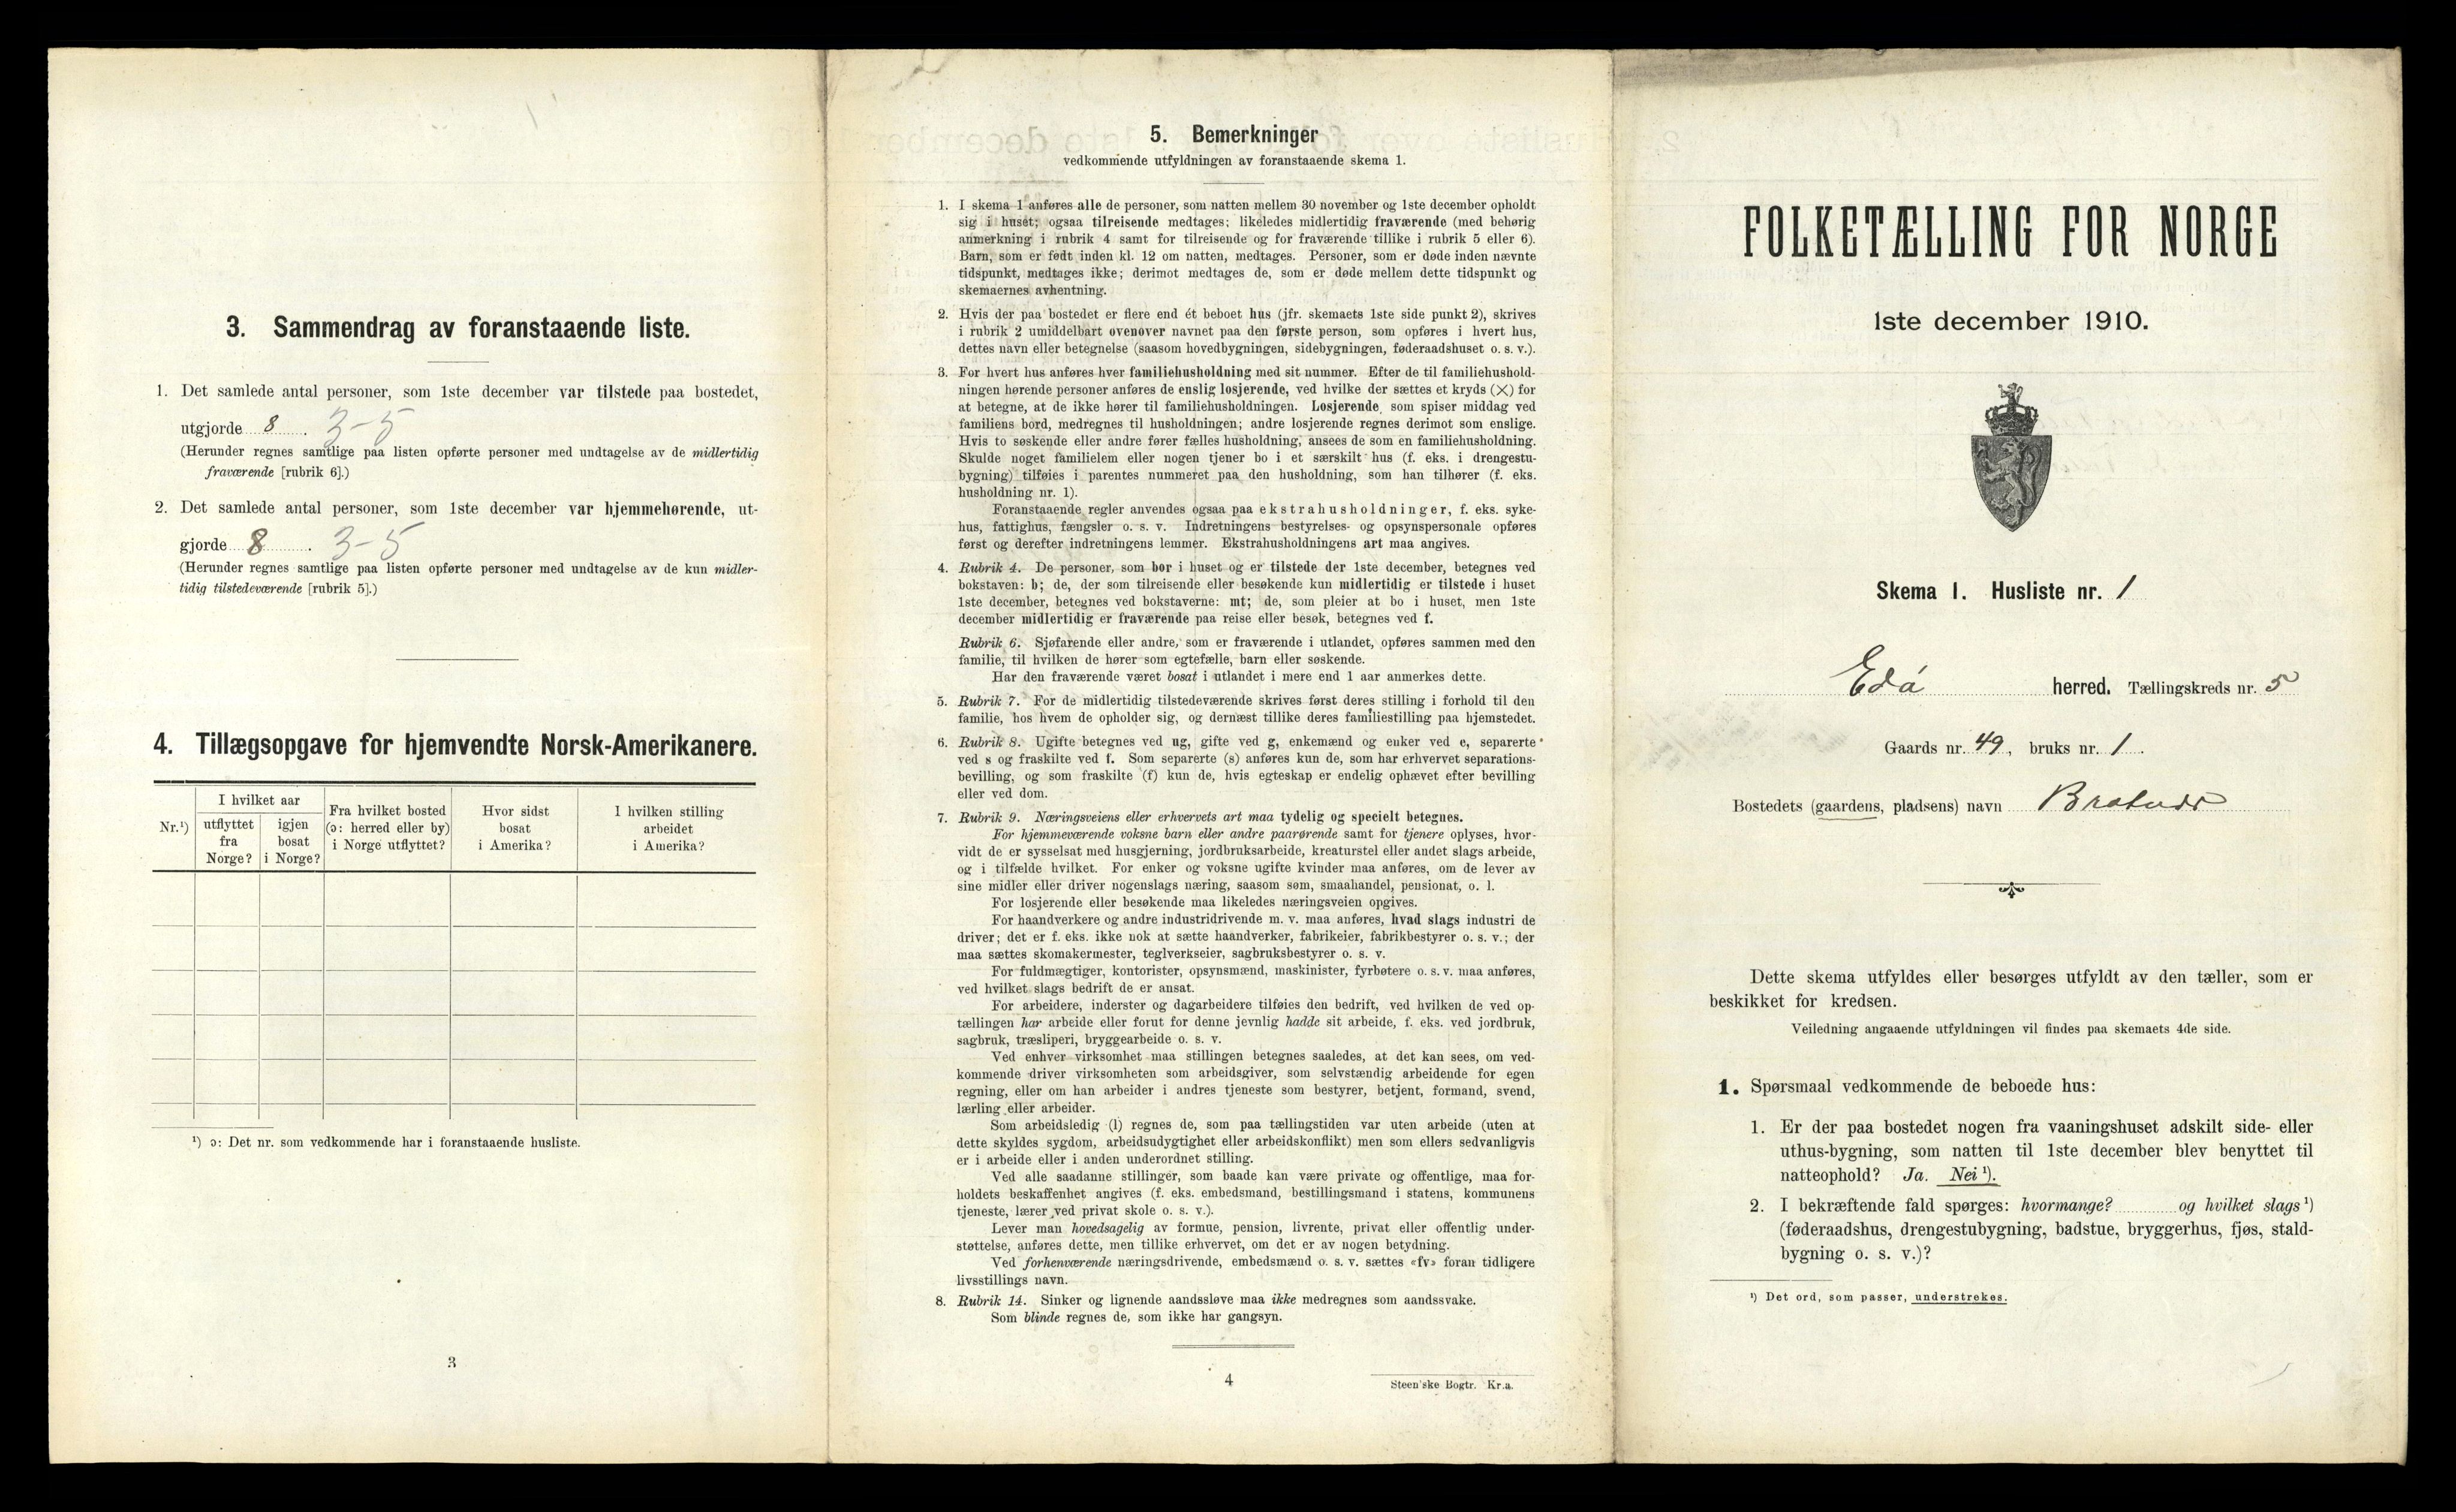 3. Sammendrag av foranstaaende liste.
1. Det samlede antal personer, som 1ste december var tilstede paa bostedet,
utgjorde 8 . 3-5
(Herunder regnes samtlige paa listen opførte personer med undtagelse av de midlertidig
fraværende [rubrik 6].)
2. Det samlede antal personer, som 1ste december var hjemmehørende, ut-
gjorde 8 . 3-5
(Herunder regnes samtlige paa listen opførte personer med undtagelse av de kun midler-
tidig tilstedeværende [rubrik 5].)
4. Tillægsopgave for hjemvendte Norsk-Amerikanere.
Nr.¹)
I hvilket aar
utflyttet
fra
Norge?
igjen
bosat
i Norge?
Fra hvilket bosted
(ɔ: herred eller by)
i Norge utflyttet?
Hvor sidst
bosat
i Amerika?
I hvilken stilling
arbeidet
i Amerika?
¹) ɔ: Det nr. som vedkommende har i foranstaaende husliste.
3
5. Bemerkninger
vedkommende utfyldningen av foranstaaende skema 1.
1. I skema 1 anføres alle de personer, som natten mellem 30 november og 1ste december opholdt
sig i huset; ogsaa tilreisende medtages; likeledes midlertidig fraværende (med behørig
anmerkning i rubrik 4 samt for tilreisende og for fraværende tillike i rubrik 5 eller 6).
Barn, som er født inden kl. 12 om natten, medtages. Personer, som er døde inden nævnte
tidspunkt, medtages ikke; derimot medtages de, som er døde mellem dette tidspunkt og
skemaernes avhentning.
2. Hvis der paa bostedet er flere end ét beboet hus (jfr. skemaets 1ste side punkt 2), skrives
i rubrik 2 umiddelbart ovenover navnet paa den første person, som opføres i hvert hus,
dettes navn eller betegnelse (saasom hovedbygningen, sidebygningen, føderaadshuset o. s. v.).
3. For hvert hus anføres hver familiehusholdning med sit nummer. Efter de til familiehushold-
ningen hørende personer anføres de enslig losjerende, ved hvilke der sættes et kryds (×) for
at betegne, at de ikke hører til familiehusholdningen. Losjerende som spiser middag ved
familiens bord, medregnes til husholdningen; andre losjerende regnes derimot som enslige.
Hvis to søskende eller andre fører fælles husholdning, ansees de som en familiehusholdning.
Skulde noget familielem eller nogen tjener bo i et særskilt hus (f. eks. i drengestu-
bygning) tilføies i parentes nummeret paa den husholdning, som han tilhører (f. eks.
husholdning nr. 1).
Foranstaaende regler anvendes ogsaa paa ekstrahusholdninger, f. eks. syke-
hus, fattighus, fængsler o. s. v. Indretningens bestyrelses- og opsynspersonale opføres
først og derefter indretningens lemmer. Ekstrahusholdningens art maa angives.
4. Rubrik 4. De personer, som bor i huset og er tilstede der 1ste december, betegnes ved
bokstaven: b; de, der som tilreisende eller besøkende kun midlertidig er tilstede i huset
1ste december, betegnes ved bokstaverne: mt; de, som pleier at bo i huset, men 1ste
december midlertidig er fraværende paa reise eller besøk, betegnes ved f.
Rubrik 6. Sjøfarende eller andre, som er fraværende i utlandet, opføres sammen med den
familie, til hvilken de hører som egtefælle, barn eller søskende.
Har den fraværende været bosat i utlandet i mere end 1 aar anmerkes dette.
5. Rubrik 7. For de midlertidig tilstedeværende skrives først deres stilling i forhold til den
familie, hos hvem de opholder sig, og dernæst tillike deres familiestilling paa hjemstedet.
6. Rubrik 8. Ugifte betegnes ved ug, gifte ved g, enkemænd og enker ved e, separerte
ved s og fraskilte ved f. Som separerte (s) anføres kun de, som har erhvervet separations-
bevilling, og som fraskilte (f) kun de, hvis egteskap er endelig ophævet efter bevilling
eller ved dom.
7. Rubrik 9. Næringsveiens eller erhvervets art maa tydelig og specielt betegnes.
For hjemmeværende voksne barn eller andre paarørende samt for tjenere oplyses, hvor-
vidt de er sysselsat med husgjerning, jordbruksarbeide, kreaturstel eller andet slags arbeide,
og i tilfælde hvilket. For enker og voksne ugifte kvinder maa anføres, om de lever av
sine midler eller driver nogenslags næring, saasom søm, smaahandel, pensionat, o. l.
For losjerende eller besøkende maa likeledes næringsveien opgives.
For haandverkere og andre industridrivende m. v. maa anføres, hvad slags industri de
driver; det er f. eks. ikke nok at sætte haandverker, fabrikeier, fabrikbestyrer o. s. v.; der
maa sættes skomakermester, teglverkseier, sagbruksbestyrer o. s. v.
For fuldmægtiger, kontorister, opsynsmænd, maskinister, fyrbøtere o. s. v. maa anføres,
ved hvilket slags bedrift de er ansat.
For arbeidere, inderster og dagarbeidere tilføies den bedrift, ved hvilken de ved op-
tællingen har arbeide eller forut for denne jevnlig hadde sit arbeide, f. eks. ved jordbruk,
sagbruk, træsliperi, bryggearbeide o. s. v.
Ved enhver virksomhet maa stillingen betegnes saaledes, at det kan sees, om ved-
kommende driver virksomheten som arbeidsgiver, som selvstændig arbeidende for egen
regning, eller om han arbeider i andres tjeneste som bestyrer, betjent, formand, svend,
lærling eller arbeider.
Som arbeidsledig (l) regnes de, som paa tællingstiden var uten arbeide (uten at
dette skyldes sygdom, arbeidsudygtighet eller arbeidskonflikt) men som ellers sedvanligvis
er i arbeide eller i anden underordnet stilling.
Ved alle saadanne stillinger, som baade kan være private og offentlige, maa for-
holdets beskaffenhet angives (f. eks. embedsmand, bestillingsmand i statens, kommunens
tjeneste, lærer ved privat skole o. s. v.).
Lever man hovedsagelig av formue, pension, livrente, privat eller offentlig under-
støttelse, anføres dette, men tillike erhvervet, om det er av nogen betydning.
Ved forhenværende næringsdrivende, embedsmænd o. s. v. sættes «fv» foran tidligere
livsstillings navn.
8. Rubrik 14. Sinker og lignende aandssløve maa ikke medregnes som aandssvake.
Som blinde regnes de, som ikke har gangsyn.
4
Steen'ske Bogtr. Kr.a.
FOLKETÆLLING FOR NORGE
1ste december 1910.
Skema 1. Husliste nr. 1
Edø herred. Tællingskreds nr. 5
Gaards nr. 49, bruks nr. 1.
Bostedets (gaardens, pladsens) navn
Dette skema utfyldes eller besørges utfyldt av den tæller, som er
beskikket for kredsen.
Veiledning angaaende utfyldningen vil findes paa skemaets 4de side.
1. Spørsmaal vedkommende de beboede hus:
1. Er der paa bostedet nogen fra vaaningshuset adskilt side- eller
uthus-bygning, som natten til 1ste december blev benyttet til
natteophold? Ja. Nei ¹).
2. I bekræftende fald spørges: hvormange? og hvilket slags ¹)
(føderaadshus, drengestubygning, badstue, bryggerhus, fjøs, stald-
bygning o. s. v.)?
¹) Det ord, som passer, understrekes.